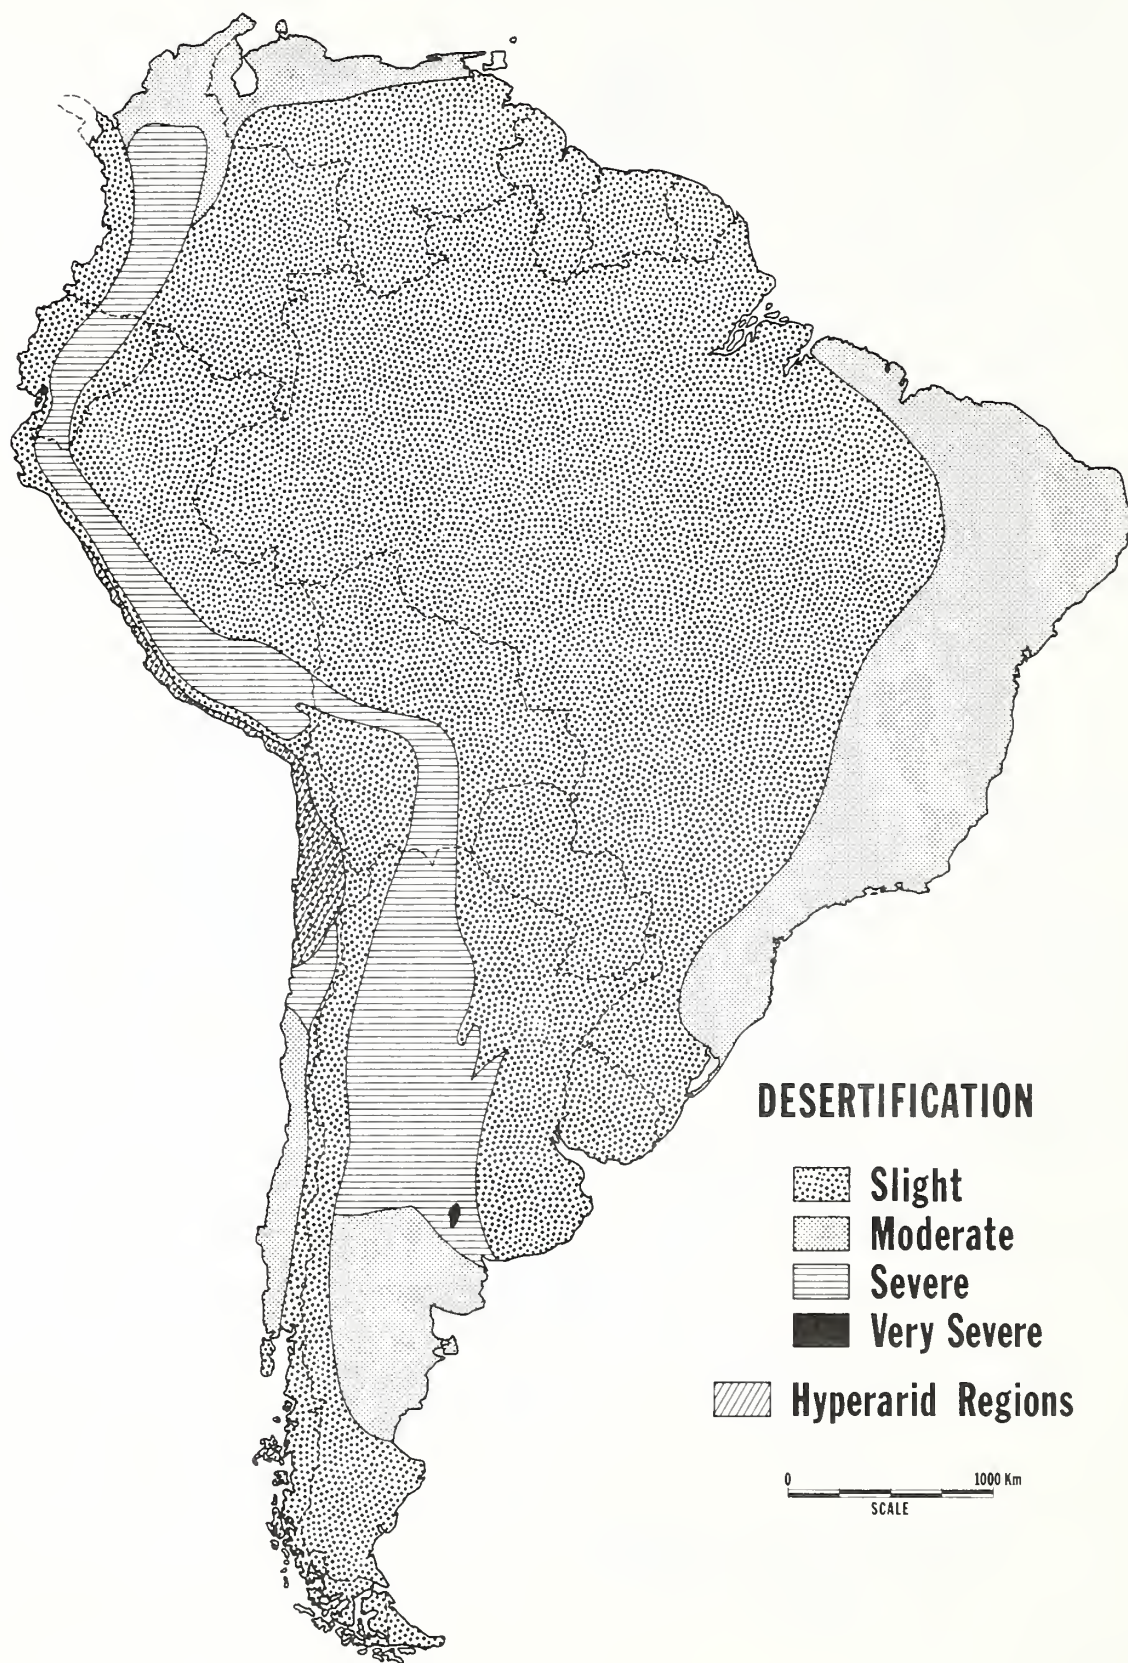 DESERTIFICATION
Slight
Moderate
Severe
Very Severe
Hyperarid Regions
0 1000 Km
SCALE